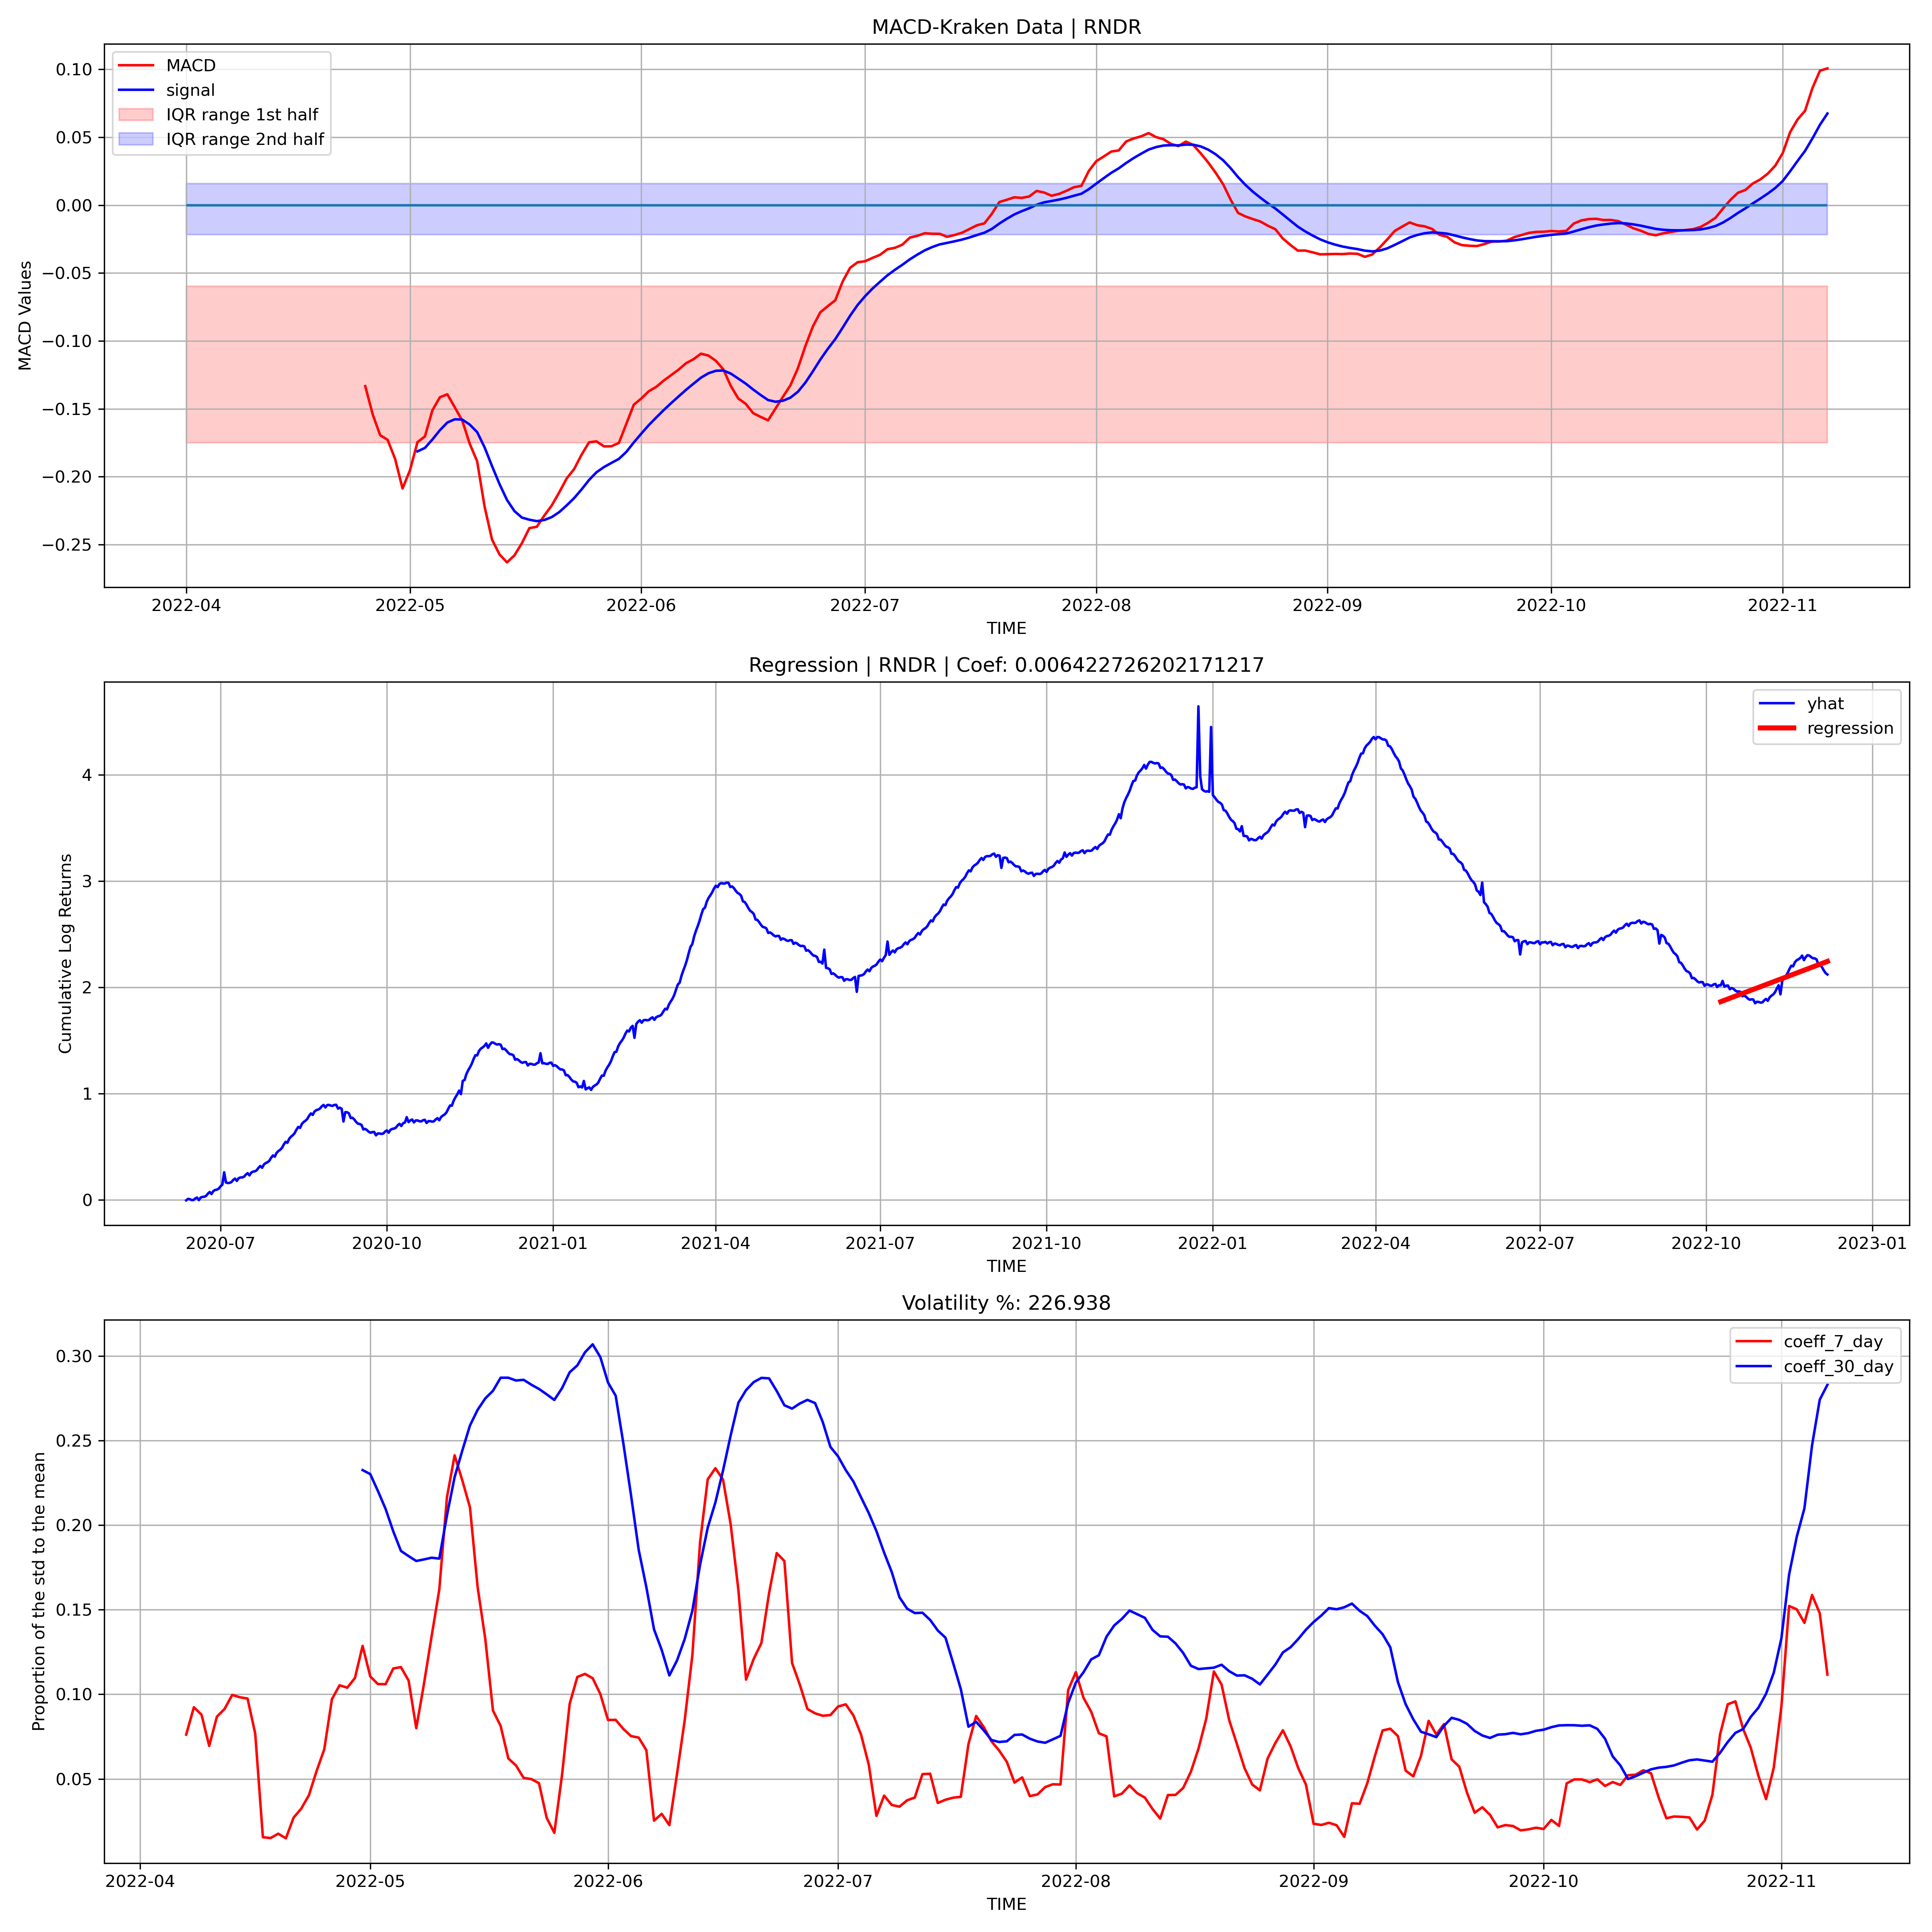 MACD-Kraken Data | RNDR
MACD
signal
IQR range 1st half
IQR range 2nd half
MACD Values
0.10
0.05
0.00
−0.05
−0.10
−0.15
−0.20
−0.25
2022-04 2022-05 2022-06 2022-07 2022-08 2022-09 2022-10 2022-11
TIME
Regression | RNDR | Coef: 0.006422726202171217
yhat
regression
Cumulative Log Returns
4
3
2
1
0
2020-07 2020-10 2021-01 2021-04 2021-07 2021-10 2022-01 2022-04 2022-07 2022-10 2023-01
TIME
Volatility %: 226.938
coeff_7_day
coeff_30_day
Proportion of the std to the mean
0.30
0.25
0.20
0.15
0.10
0.05
2022-04 2022-05 2022-06 2022-07 2022-08 2022-09 2022-10 2022-11
TIME